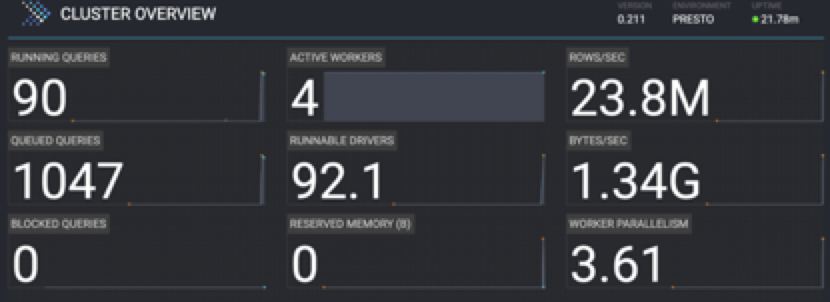 CLUSTER OVERVIEW
VERSION ENVIRONMENT UPTIME
0.211 PRESTO 21.78m
RUNNING QUERIES ACTIVE WORKERS ROWS/SEC
90 4 23.8M
QUEUED QUERIES RUNNABLE DRIVERS BYTES/SEC
1047 92.1 1.34G
BLOCKED QUERIES RESERVED MEMORY (B) WORKER PARALLELISM
0 0 3.61